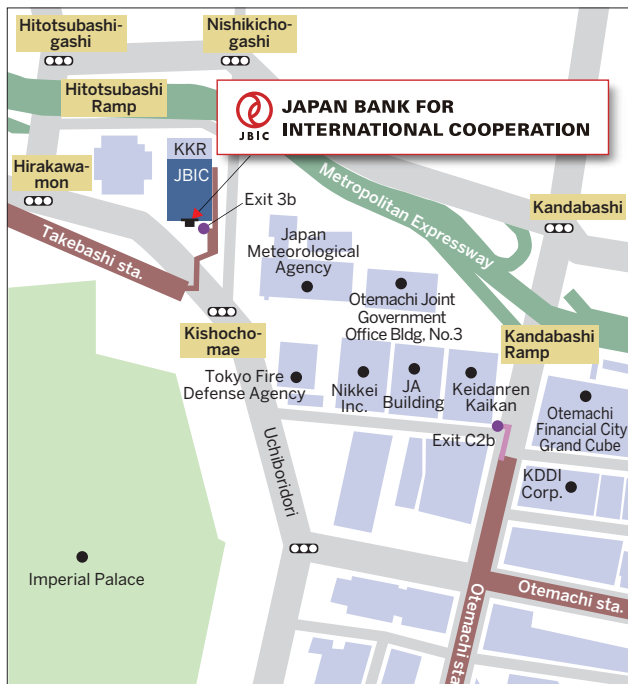 Hitotsubashi-
gashi
Nishikicho-
gashi
Hitotsubashi
Ramp
JBIC
JAPAN BANK FOR
INTERNATIONAL COOPERATION
KKR
JBIC
Hirakawa-
mon
Exit 3b
Metropolitan Expressway
Kandabashi
Takebashi sta.
Japan
Meteorological
Agency
Otemachi Joint
Government
Office Bldg, No.3
Kishocho-
mae
Kandabashi
Ramp
Tokyo Fire
Defense Agency
Nikkei
Inc.
JA
Building
Keidanren
Kaikan
Otemachi
Financial City
Grand Cube
Exit C2b
Uchiboridori
KDDI
Corp.
Imperial Palace
Otemachi sta.
Otemachi sta.